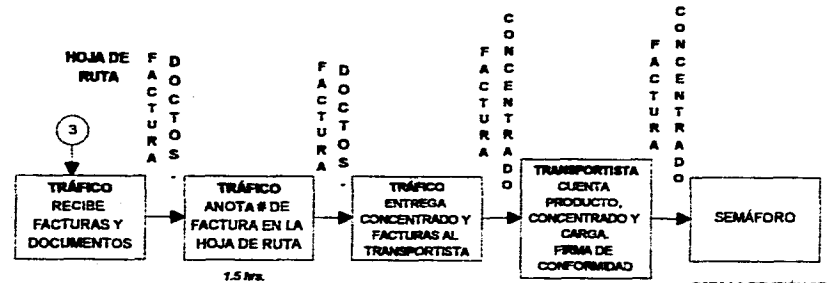 HOJA DE
RUTA
FACTURA
DOCTOS.
FACTURA
DOCTOS.
FACTURA
CONCENTRADO
FACTURA
CONCENTRADO
3
TRÁFICO
RECIBE
FACTURAS Y
DOCUMENTOS
TRÁFICO
ANOTA # DE
FACTURA EN LA
HOJA DE RUTA
TRÁFICO
ENTREGA
CONCENTRADO Y
FACTURAS AL
TRANSPORTISTA
TRANSPORTISTA
CUENTA
PRODUCTO,
CONCENTRADO Y
CARGA.
FIRMA DE
CONFORMIDAD
SEMÁFORO
1.5 hrs.